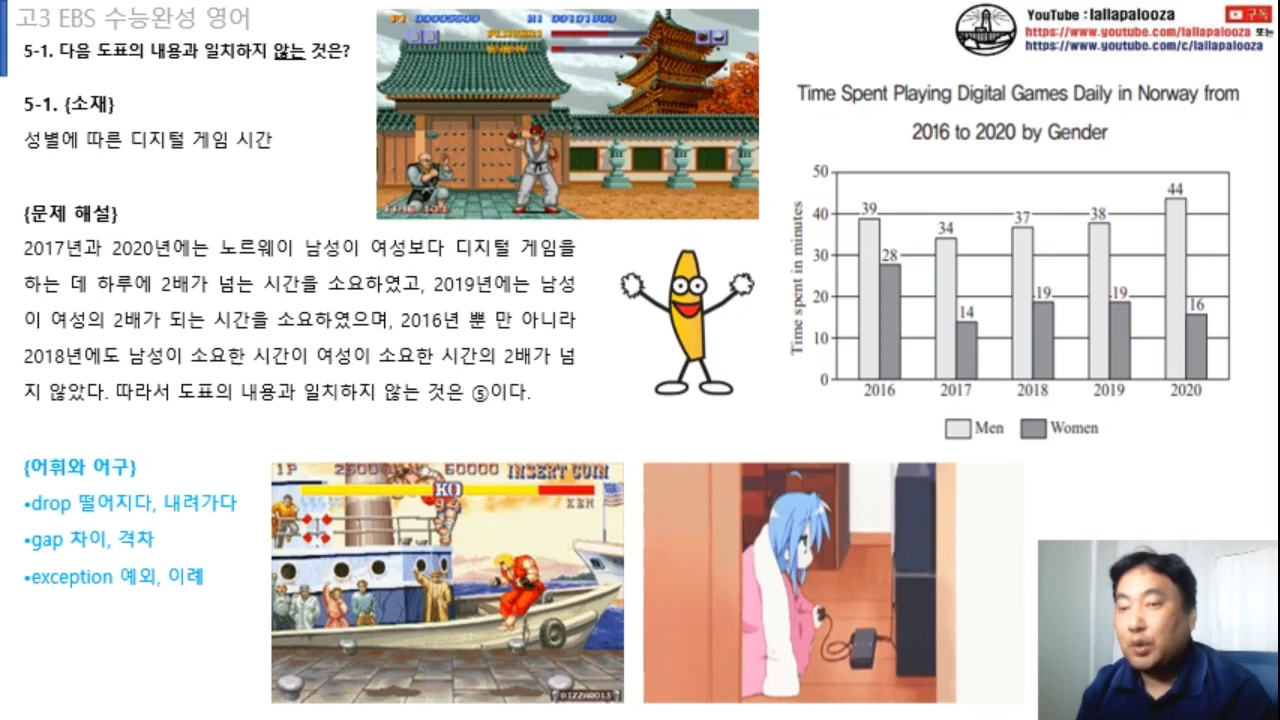 고3 EBS 수능완성 영어
5-1. 다음 도표의 내용과 일치하지 않는 것은?
5-1. {소재}
성별에 따른 디지털 게임 시간
{문제 해설}
2017년과 2020년에는 노르웨이 남성이 여성보다 디지털 게임을
하는 데 하루에 2배가 넘는 시간을 소요하였고, 2019년에는 남성
이 여성의 2배가 되는 시간을 소요하였으며, 2016년 뿐 만 아니라
2018년에도 남성이 소요한 시간이 여성이 소요한 시간의 2배가 넘
지 않았다. 따라서 도표의 내용과 일치하지 않는 것은 ⑤이다.
{어휘와 어구}
•drop 떨어지다, 내려가다
•gap 차이, 격차
•exception 예외, 이례
1P
50000
INSERT COIN
KO
KEN
BIZZARO13
YouTube : lallapalooza
구독
https://www.youtube.com/lallapalooza 또는
https://www.youtube.com/c/lallapalooza
Time Spent Playing Digital Games Daily in Norway from
2016 to 2020 by Gender
Time spent in minutes
50
40
30
20
10
0
39
28
34
14
37
19
38
19
44
16
2016
2017
2018
2019
2020
Men
Women